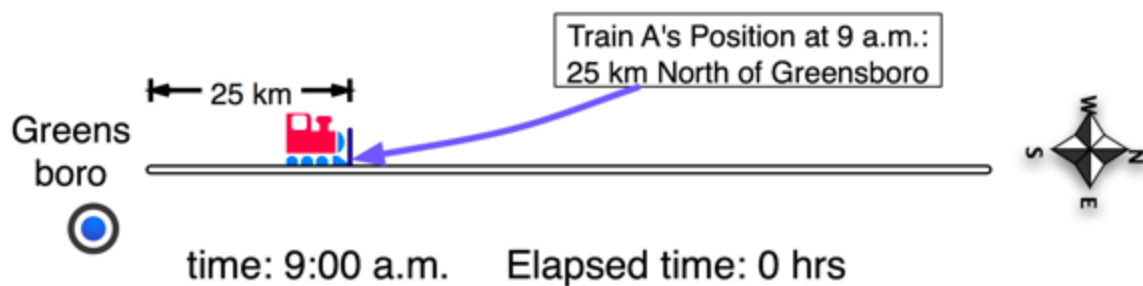 Train A's Position at 9 a.m.:
25 km North of Greensboro
25 km
Greens
boro
W
S
N
E
time: 9:00 a.m. Elapsed time: 0 hrs